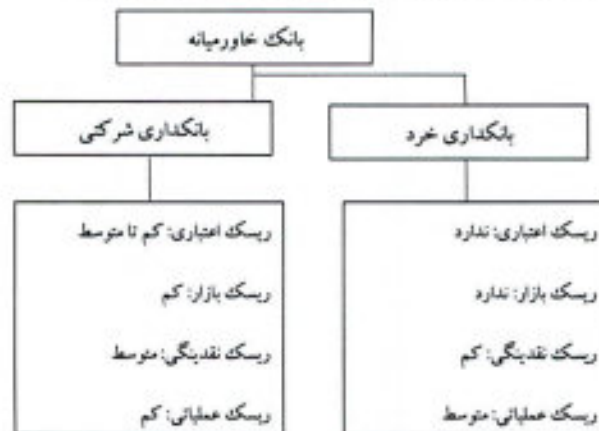 بانک خاورمیانه
بانکداری خرد
بانکداری شرکتی
ریسک اعتباری: ندارد
ریسک بازار: ندارد
ریسک نقدینگی: کم
ریسک عملیاتی: متوسط
ریسک اعتباری: کم تا متوسط
ریسک بازار: کم
ریسک نقدینگی: متوسط
ریسک عملیاتی: کم